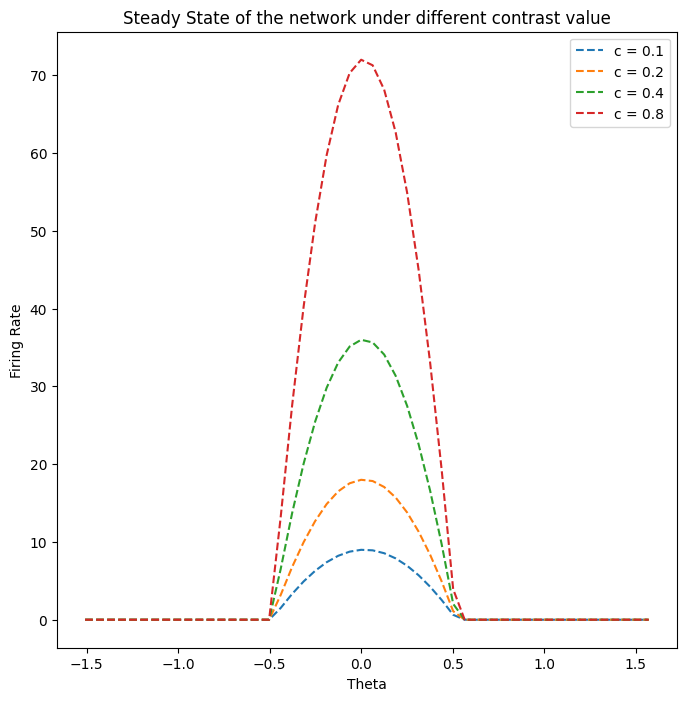 Steady State of the network under different contrast value
c = 0.1
c = 0.2
c = 0.4
c = 0.8
70
60
50
40
30
20
10
0
Firing Rate
−1.5
−1.0
−0.5
0.0
0.5
1.0
1.5
Theta